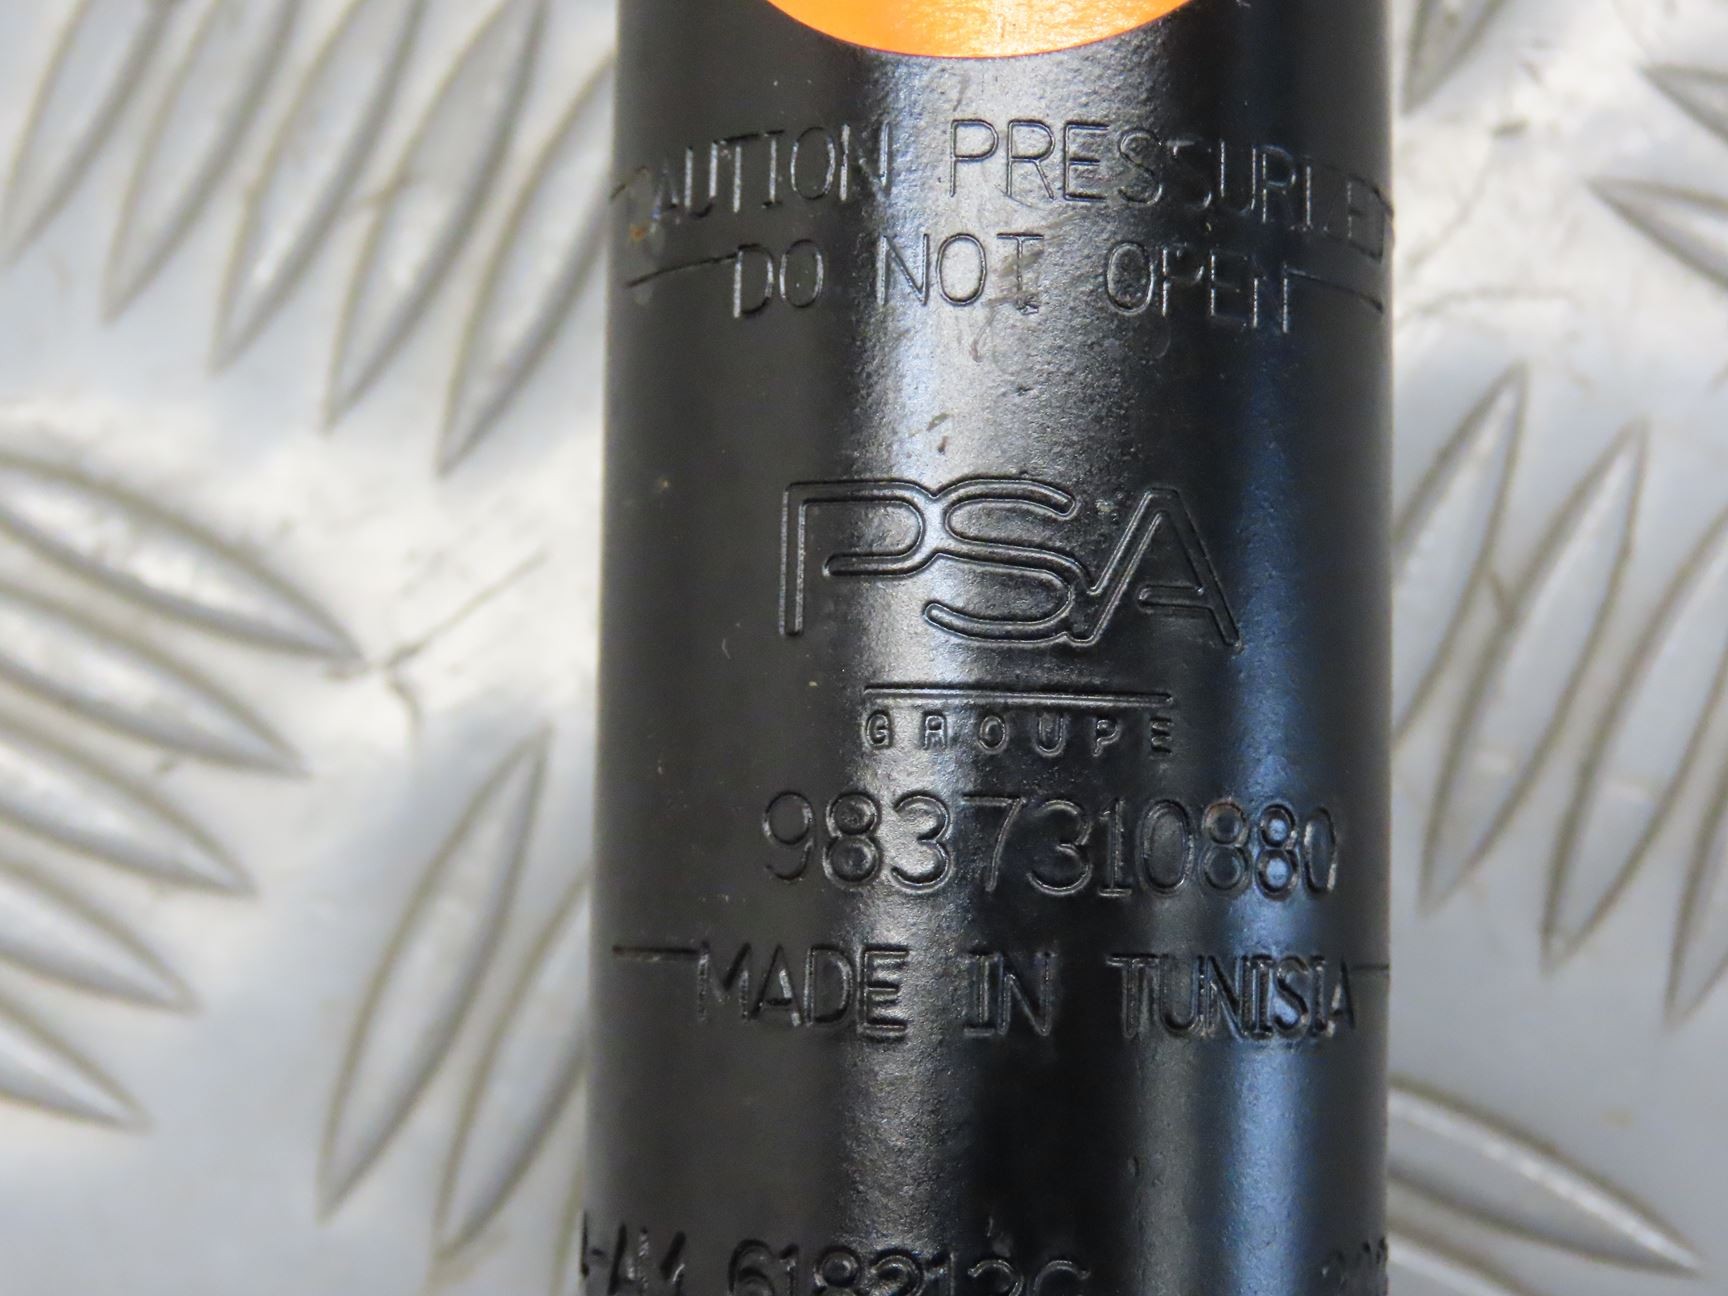 CAUTION PRESSURIZED
DO NOT OPEN
PSA
GROUPE
9837310880
MADE IN TUNISIA